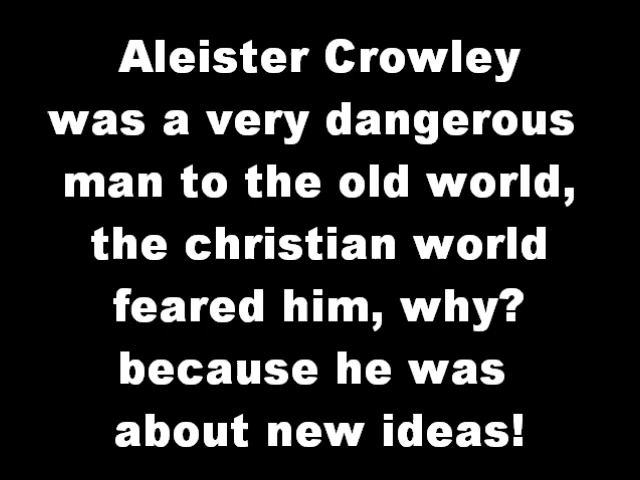 Aleister Crowley
was a very dangerous
man to the old world,
the christian world
feared him, why?
because he was
about new ideas!